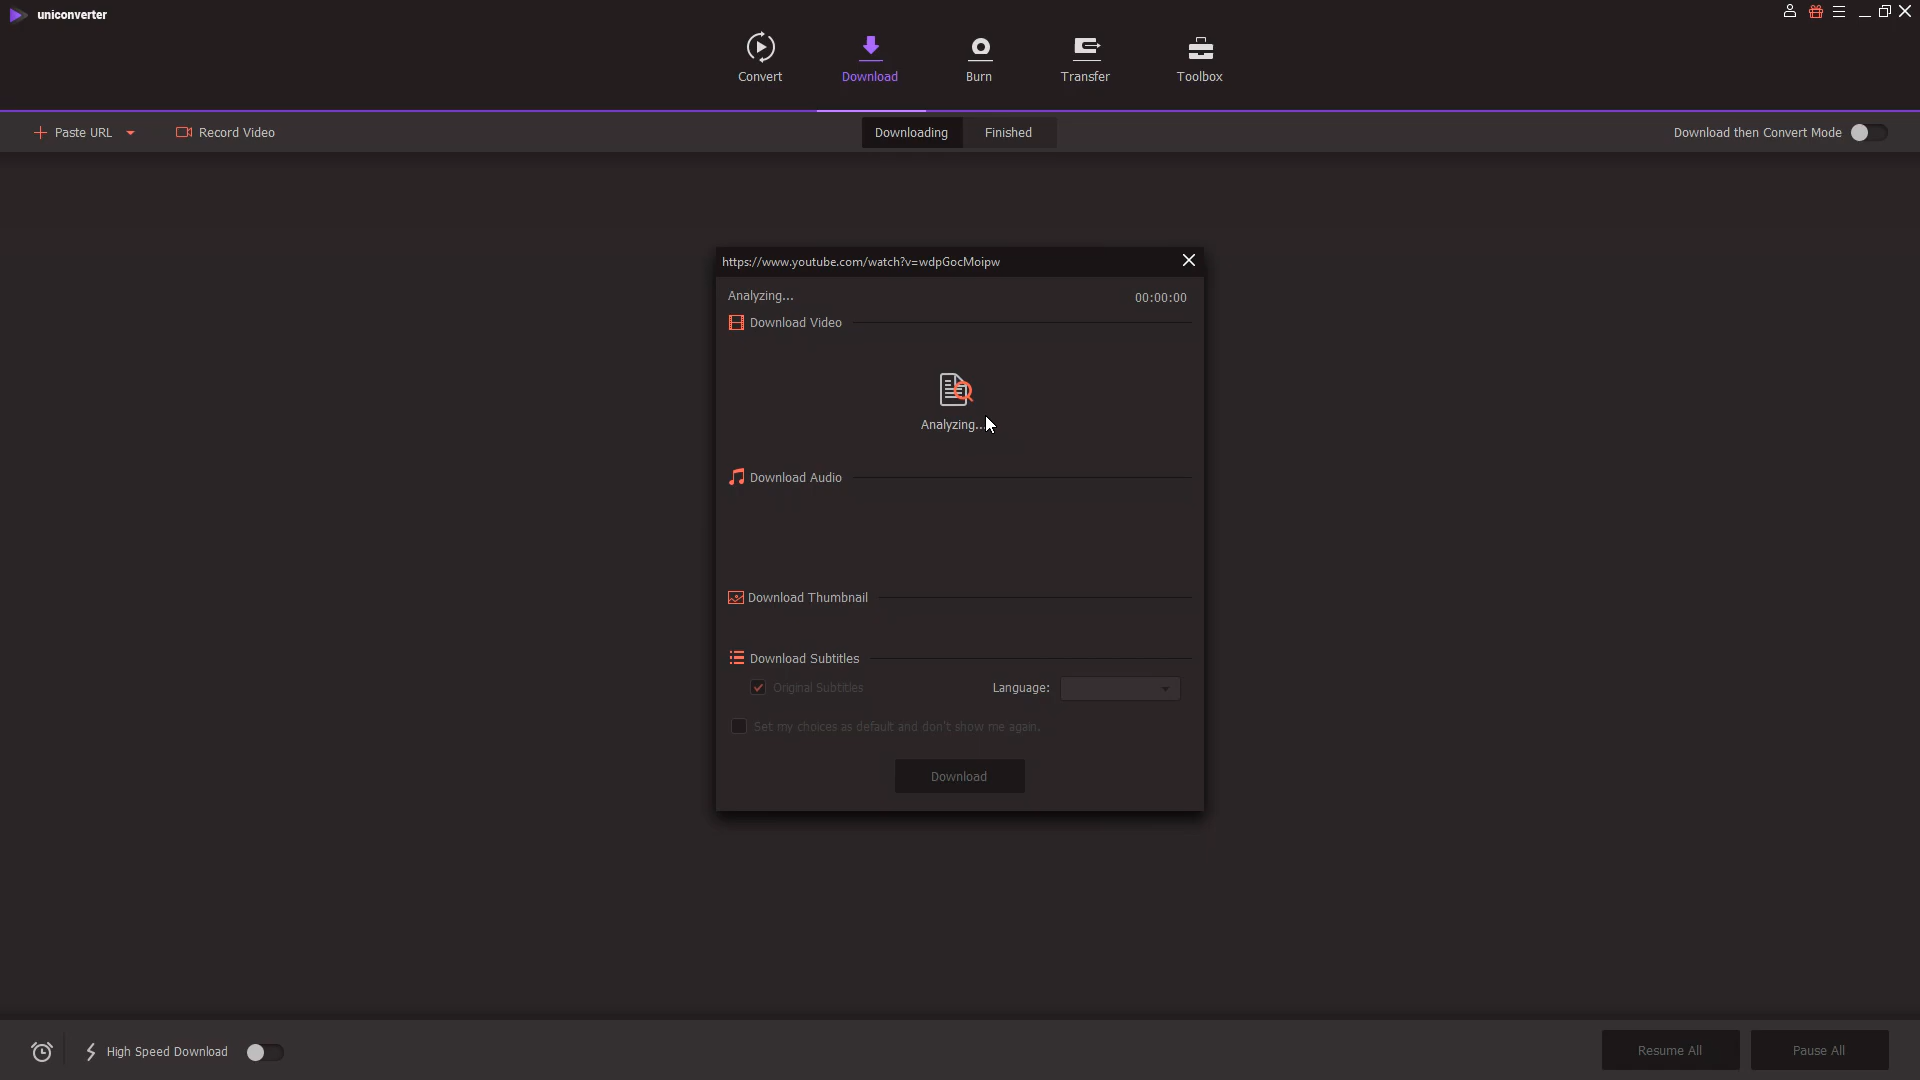 uniconverter
Convert
Download
Burn
Transfer
Toolbox
Paste URL
Record Video
Downloading
Finished
Download then Convert Mode
https://www.youtube.com/watch?v=wdpGocMoipw
Analyzing...
00:00:00
Download Video
Analyzing...
Download Audio
Download Thumbnail
Download Subtitles
Original Subtitles
Language:
Set my choices as default and don't show me again.
Download
High Speed Download
Resume All
Pause All